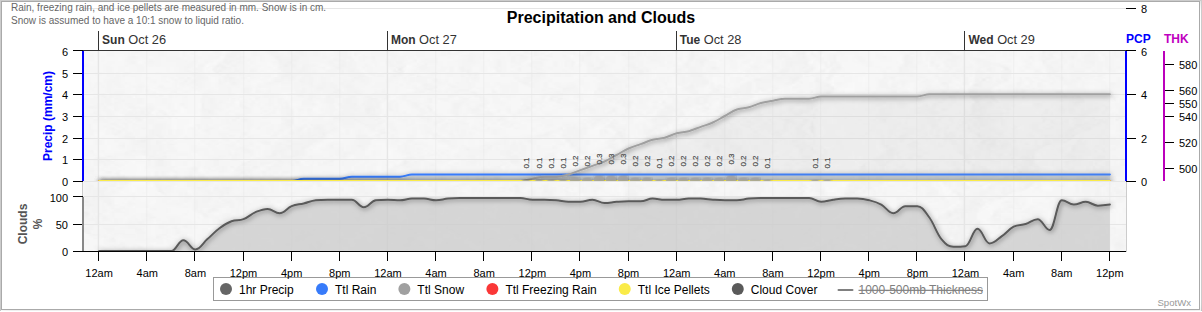 Rain, freezing rain, and ice pellets are measured in mm. Snow is in cm.
Snow is assumed to have a 10:1 snow to liquid ratio.
Precipitation and Clouds
8
Sun Oct 26 Mon Oct 27 Tue Oct 28 Wed Oct 29
PCP THK
Precip (mm/cm)
6
5
4
3
2
1
0
6
4
2
0
580
560
550
540
520
500
0.1 0.1 0.1 0.1 0.2 0.2 0.3 0.3 0.3 0.2 0.2 0.1 0.2 0.2 0.2 0.2 0.2 0.3 0.2 0.2 0.1 0.1 0.1
Clouds
%
100
50
0
12am 4am 8am 12pm 4pm 8pm 12am 4am 8am 12pm 4pm 8pm 12am 4am 8am 12pm 4pm 8pm 12am 4am 8am 12pm
1hr Precip Ttl Rain Ttl Snow Ttl Freezing Rain Ttl Ice Pellets Cloud Cover 1000-500mb Thickness
SpotWx